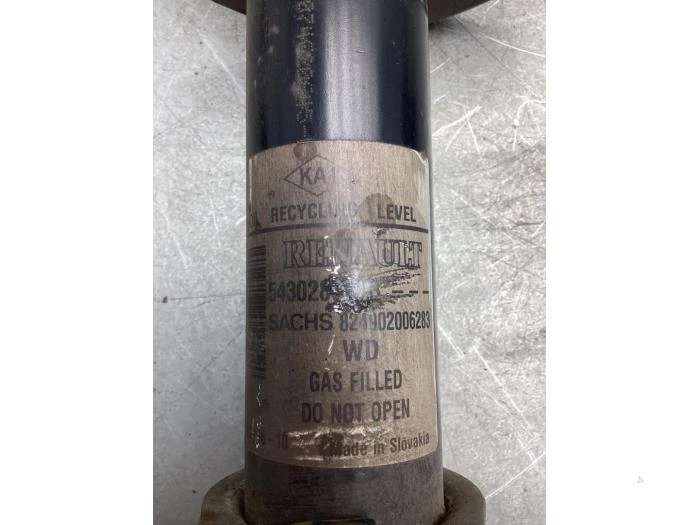 KA
RECYCLING LEVEL
RENAULT
SACHS 824902006283
WD
GAS FILLED
DO NOT OPEN
Made in Slovakia